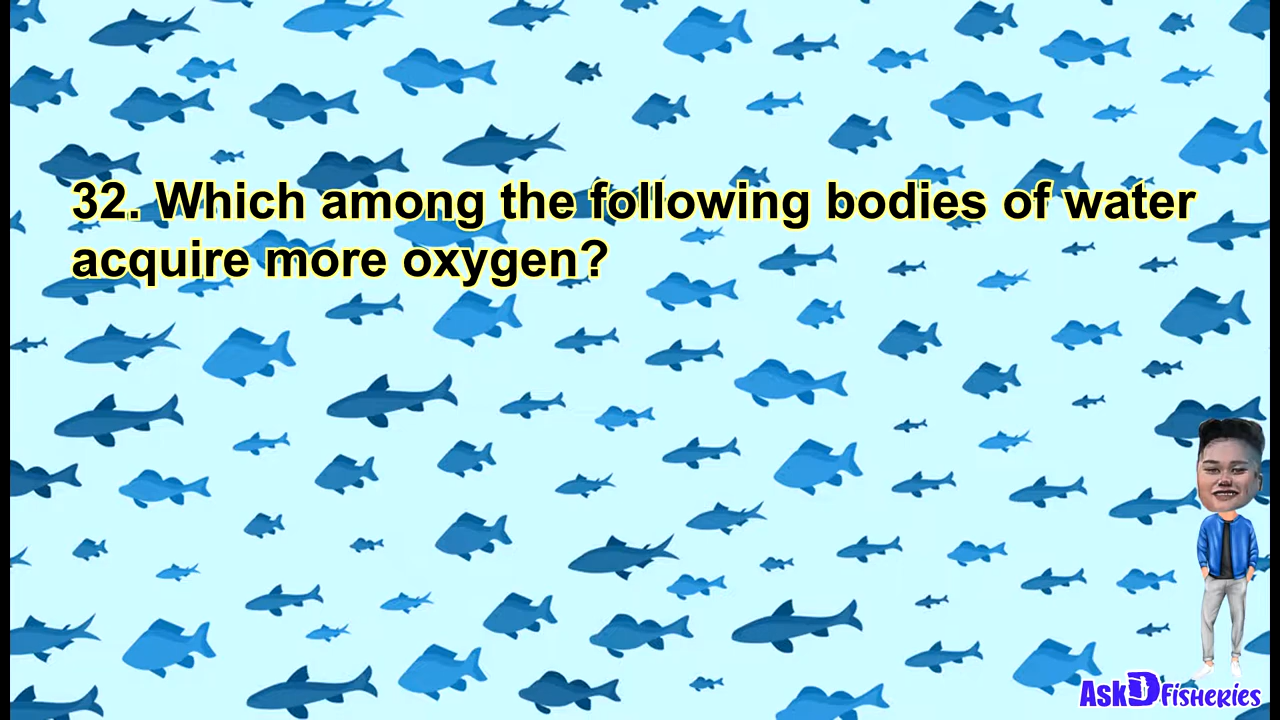 32. Which among the following bodies of water
acquire more oxygen?
AskDFisheries